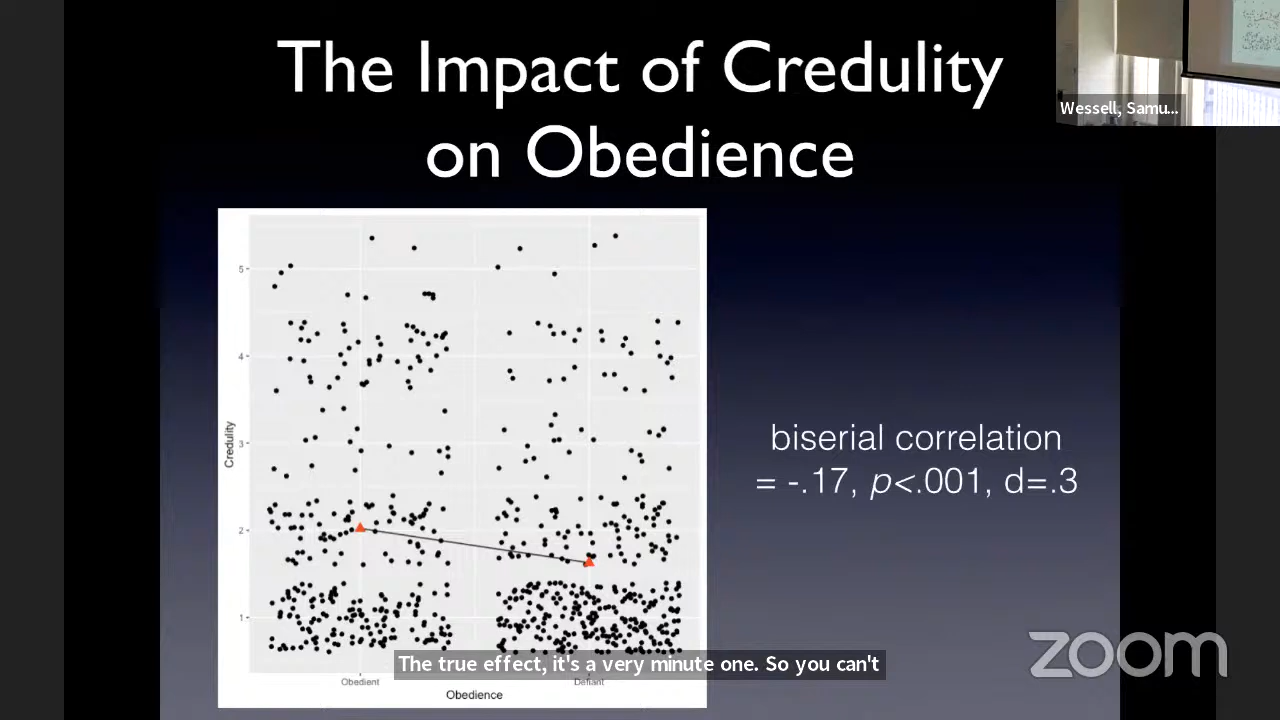 The Impact of Credulity
on Obedience
Wessell, Samu...
5
4
3
2
1
Credulity
biserial correlation
= -.17, p<.001, d=.3
The true effect, it's a very minute one. So you can't
Obedient
Defiant
Obedience
zoom